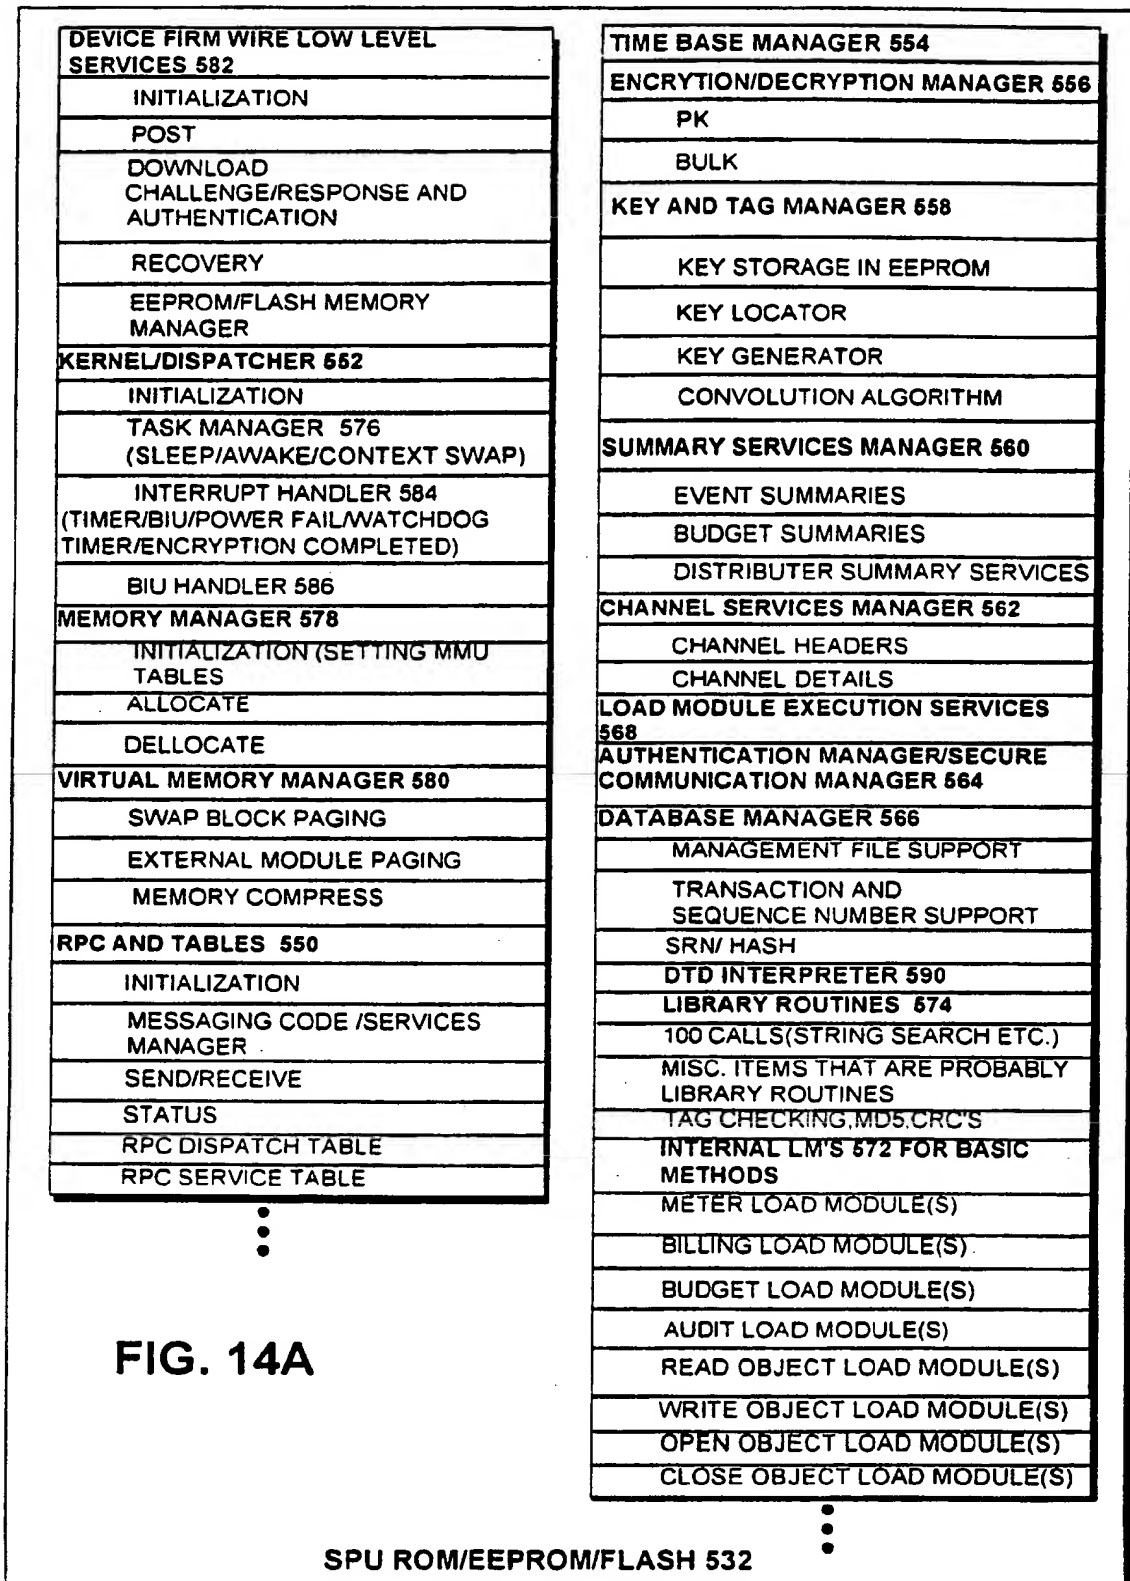 DEVICE FIRM WIRE LOW LEVEL
SERVICES 582
INITIALIZATION
POST
DOWNLOAD
CHALLENGE/RESPONSE AND
AUTHENTICATION
RECOVERY
EEPROM/FLASH MEMORY
MANAGER
KERNEL/DISPATCHER 552
INITIALIZATION
TASK MANAGER 576
(SLEEP/AWAKE/CONTEXT SWAP)
INTERRUPT HANDLER 584
(TIMER/BIU/POWER FAIL/WATCHDOG
TIMER/ENCRYPTION COMPLETED)
BIU HANDLER 586
MEMORY MANAGER 578
INITIALIZATION (SETTING MMU
TABLES
ALLOCATE
DELLOCATE
VIRTUAL MEMORY MANAGER 580
SWAP BLOCK PAGING
EXTERNAL MODULE PAGING
MEMORY COMPRESS
RPC AND TABLES 550
INITIALIZATION
MESSAGING CODE /SERVICES
MANAGER
SEND/RECEIVE
STATUS
RPC DISPATCH TABLE
RPC SERVICE TABLE
TIME BASE MANAGER 554
ENCRYTION/DECRYPTION MANAGER 556
PK
BULK
KEY AND TAG MANAGER 558
KEY STORAGE IN EEPROM
KEY LOCATOR
KEY GENERATOR
CONVOLUTION ALGORITHM
SUMMARY SERVICES MANAGER 560
EVENT SUMMARIES
BUDGET SUMMARIES
DISTRIBUTER SUMMARY SERVICES
CHANNEL SERVICES MANAGER 562
CHANNEL HEADERS
CHANNEL DETAILS
LOAD MODULE EXECUTION SERVICES
568
AUTHENTICATION MANAGER/SECURE
COMMUNICATION MANAGER 564
DATABASE MANAGER 566
MANAGEMENT FILE SUPPORT
TRANSACTION AND
SEQUENCE NUMBER SUPPORT
SRN/ HASH
DTD INTERPRETER 590
LIBRARY ROUTINES 574
100 CALLS(STRING SEARCH ETC.)
MISC. ITEMS THAT ARE PROBABLY
LIBRARY ROUTINES
TAG CHECKING,MD5,CRC'S
INTERNAL LM'S 572 FOR BASIC
METHODS
METER LOAD MODULE(S)
BILLING LOAD MODULE(S)
BUDGET LOAD MODULE(S)
AUDIT LOAD MODULE(S)
READ OBJECT LOAD MODULE(S)
WRITE OBJECT LOAD MODULE(S)
OPEN OBJECT LOAD MODULE(S)
CLOSE OBJECT LOAD MODULE(S)
FIG. 14A
SPU ROM/EEPROM/FLASH 532